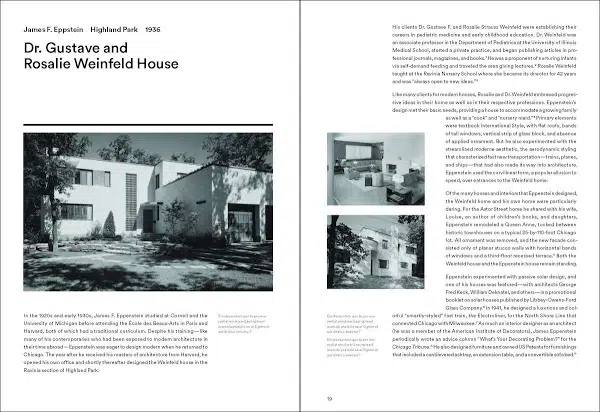 James F. Eppstein Highland Park 1936
Dr. Gustave and
Rosalie Weinfeld House
In the 1920s and early 1930s, James F. Eppstein studied at Cornell and the
University of Michigan before attending the École des Beaux-Arts in Paris and
Harvard, both of which had a traditional curriculum. Despite his training—like
many of his contemporaries who had been exposed to modern architecture in
their time abroad—Eppstein was eager to design modern when he returned to
Chicago. The year after he received his masters of architecture from Harvard, he
opened his own office and shortly thereafter designed the Weinfeld house in the
Ravinia section of Highland Park.
His clients Dr. Gustave F. and Rosalie Strauss Weinfeld were establishing their
careers in pediatric medicine and early childhood education. Dr. Weinfeld was
an associate professor in the Department of Pediatrics at the University of Illinois
Medical School, started a private practice, and began publishing articles in pro-
fessional journals, magazines, and books. He was a proponent of nurturing infants
via self-demand feeding and traveled the area giving lectures. Rosalie Weinfeld
taught at the Ravinia Nursery School where she became its director for 42 years
and was "always open to new ideas."
Like many clients for modern houses, Rosalie and Dr. Weinfeld embraced progres-
sive ideas in their home as well as in their respective professions. Eppstein's
design met their basic needs, providing a house to accommodate a growing family
as well as a "cook" and "nursery maid." Primary elements
were textbook International Style, with flat roofs, bands
of tall windows, vertical strip of glass block, and absence
of applied ornament. But he also experimented with the
streamlined moderne aesthetic, the aerodynamic styling
that characterized fast new transportation—trains, planes,
and ships—that had also made its way into architecture.
Eppstein used the curvilinear form, a popular allusion to
speed, over entrances to the Weinfeld home.
Of the many houses and interiors that Eppstein designed,
the Weinfeld home and his own home were particularly
daring. For the Astor Street home he shared with his wife,
Louise, an author of children's books, and daughters,
Eppstein remodeled a Queen Anne, tucked between
historic townhouses on a typical 25-by-110-foot Chicago
lot. All ornament was removed, and the new facade con-
sisted only of planar stucco walls with horizontal bands
of windows and a third-floor recessed terrace. Both the
Weinfeld house and the Eppstein house remain standing.
Eppstein experimented with passive solar design, and
one of his houses was featured—with architects George
Fred Keck, William Deknatel, and others—in a promotional
booklet on solar houses published by Libbey-Owens-Ford
Glass Company. In 1941, he designed a luxurious and col-
orful "smartly-styled" fast train, the Electroliner, for the North Shore Line that
connected Chicago with Milwaukee. As much an interior designer as an architect
(he was a member of the American Institute of Decorators), James Eppstein
periodically wrote an advice column "What's Your Decorating Problem?" for the
Chicago Tribune. He also designed furniture and owned US Patents for furnishings
that included a cantilevered ashtray, an extension table, and a convertible sofa bed.
19